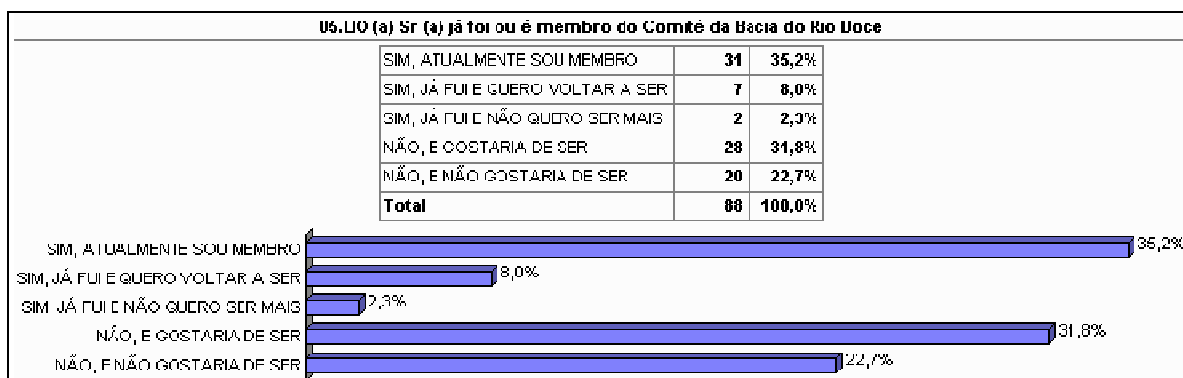 05.[]O (a) Sr (a) já foi ou é membro do Comitê da Bacia do Rio Doce
SIM, ATUALMENTE SOU MEMBRO 31 35,2%
SIM, JÁ FUI E QUERO VOLTAR A SER 7 8,0%
SIM, JÁ FUI E NÃO QUERO SER MAIS 2 2,3%
NÃO, E GOSTARIA DE SER 28 31,8%
NÃO, E NÃO GOSTARIA DE SER 20 22,7%
Total 88 100,0%
SIM, ATUALMENTE SOU MEMBRO 35,2%
SIM, JÁ FUI E QUERO VOLTAR A SER 8,0%
SIM, JÁ FUI E NÃO QUERO SER MAIS 2,3%
NÃO, E GOSTARIA DE SER 31,8%
NÃO, E NÃO GOSTARIA DE SER 22,7%